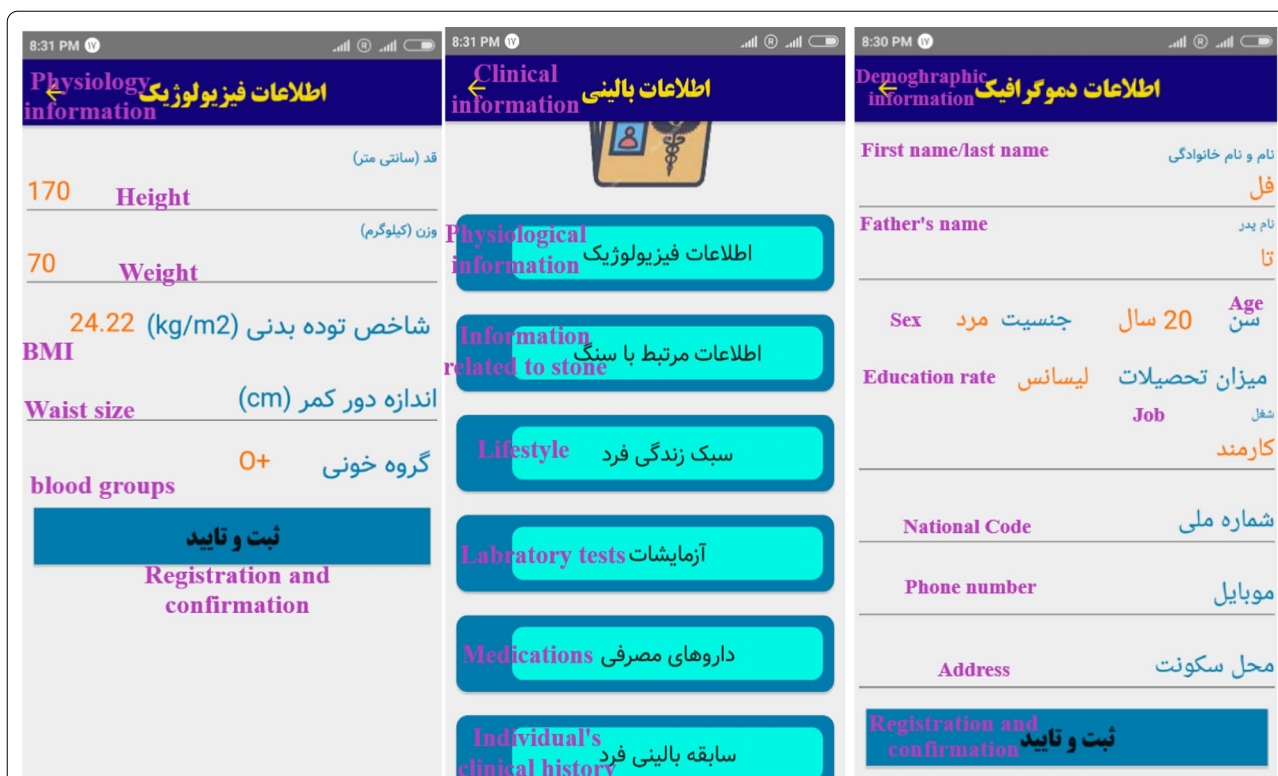 8:31 PM
Physiology
information
اطلاعات فیزیولوژیک
قد (سانتی متر)
170
Height
وزن (کیلوگرم)
70
Weight
شاخص توده بدنی (kg/m2) 24.22
BMI
اندازه دور کمر (cm)
Waist size
گروه خونی O+
blood groups
ثبت و تایید
Registration and
confirmation
8:31 PM
Clinical
information
اطلاعات بالینی
Physiological
information
اطلاعات فیزیولوژیک
Information
related to stone
اطلاعات مرتبط با سنگ
Lifestyle
سبک زندگی فرد
Labratory tests
آزمایشات
Medications
داروهای مصرفی
Individual's
clinical history
سابقه بالینی فرد
8:30 PM
Demoghraphic
information
اطلاعات دموگرافیک
First name/last name
نام و نام خانوادگی
فل
Father's name
نام پدر
تا
Age
سن 20 سال جنسیت مرد
Sex
میزان تحصیلات لیسانس
Education rate
شغل
Job
کارمند
شماره ملی
National Code
موبایل
Phone number
محل سکونت
Address
Registration and
confirmation
ثبت و تایید